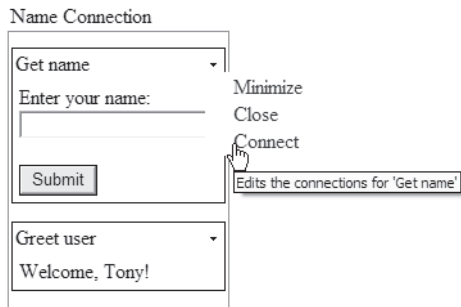 Name Connection
Get name
Enter your name:
Submit
Minimize
Close
Connect
Edits the connections for 'Get name'
Greet user
Welcome, Tony!